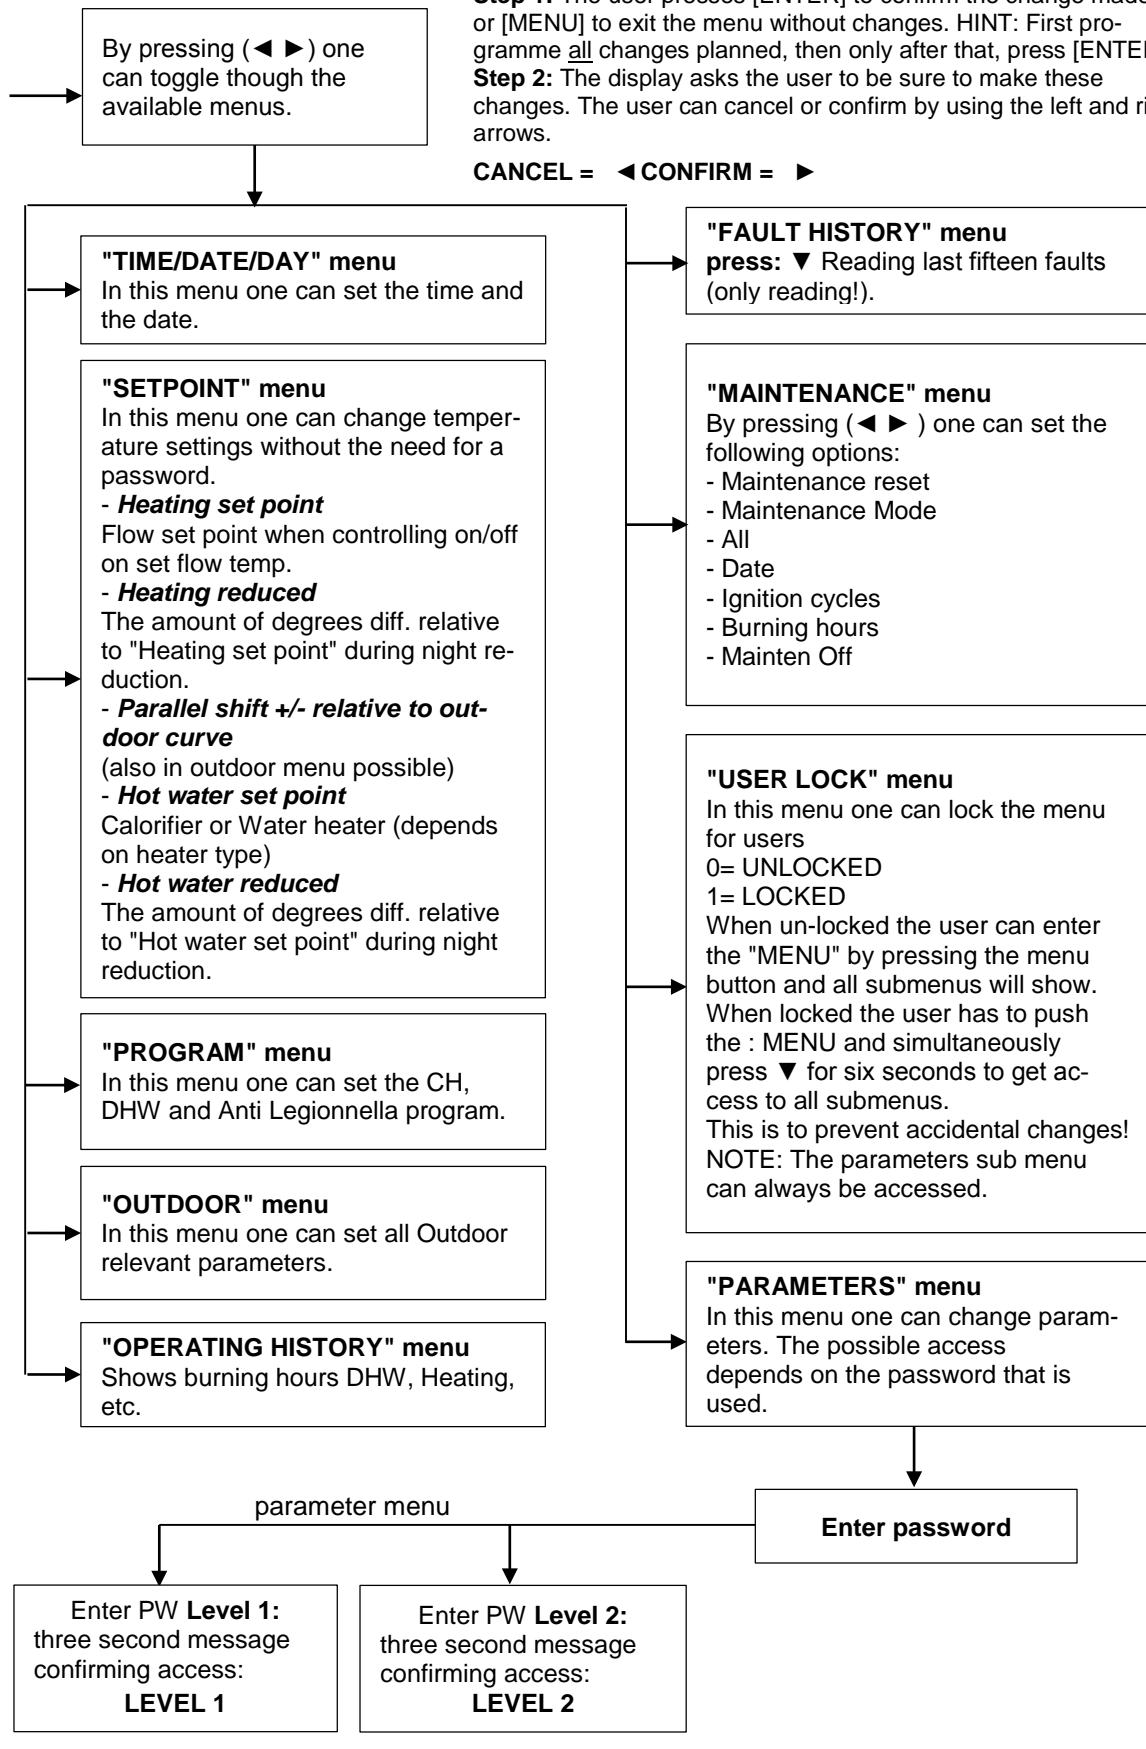 or [MENU] to exit the menu without changes. HINT: First pro-
gramme all changes planned, then only after that, press
Step 2: The display asks the user to be sure to make these
changes. The user can cancel or confirm by using the left and
arrows.
CANCEL = ◄ CONFIRM = ►
By pressing (◄ ►) one
can toggle though the
available menus.
"TIME/DATE/DAY" menu
In this menu one can set the time and
the date.
"SETPOINT" menu
In this menu one can change temper-
ature settings without the need for a
password.
- Heating set point
Flow set point when controlling on/off
on set flow temp.
- Heating reduced
The amount of degrees diff. relative
to "Heating set point" during night re-
duction.
- Parallel shift +/- relative to out-
door curve
(also in outdoor menu possible)
- Hot water set point
Calorifier or Water heater (depends
on heater type)
- Hot water reduced
The amount of degrees diff. relative
to "Hot water set point" during night
reduction.
"PROGRAM" menu
In this menu one can set the CH,
DHW and Anti Legionnella program.
"OUTDOOR" menu
In this menu one can set all Outdoor
relevant parameters.
"OPERATING HISTORY" menu
Shows burning hours DHW, Heating,
etc.
"FAULT HISTORY" menu
press: ▼ Reading last fifteen faults
(only reading!).
"MAINTENANCE" menu
By pressing (◄ ► ) one can set the
following options:
- Maintenance reset
- Maintenance Mode
- All
- Date
- Ignition cycles
- Burning hours
- Mainten Off
"USER LOCK" menu
In this menu one can lock the menu
for users
0= UNLOCKED
1= LOCKED
When un-locked the user can enter
the "MENU" by pressing the menu
button and all submenus will show.
When locked the user has to push
the : MENU and simultaneously
press ▼ for six seconds to get ac-
cess to all submenus.
This is to prevent accidental changes!
NOTE: The parameters sub menu
can always be accessed.
"PARAMETERS" menu
In this menu one can change param-
eters. The possible access
depends on the password that is
used.
Enter password
parameter menu
Enter PW Level 1:
three second message
confirming access:
LEVEL 1
Enter PW Level 2:
three second message
confirming access:
LEVEL 2